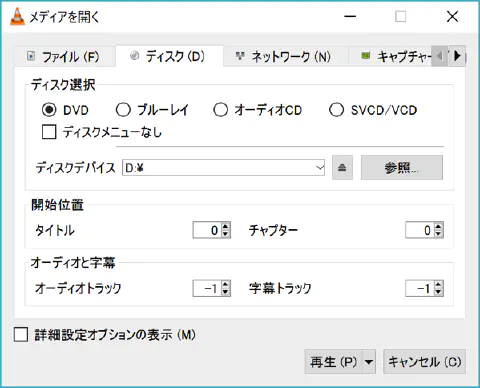 メディアを開く
ファイル (F) ディスク (D) ネットワーク (N) キャプチャー
ディスク選択
DVD ブルーレイ オーディオCD SVCD/VCD
ディスクメニューなし
ディスクデバイス D:¥ 参照...
開始位置
タイトル 0 チャプター 0
オーディオと字幕
オーディオトラック -1 字幕トラック -1
詳細設定オプションの表示 (M)
再生 (P) キャンセル (C)